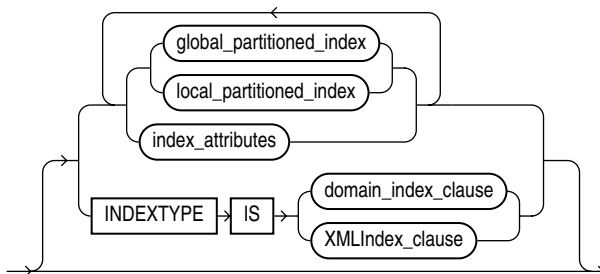 global_partitioned_index
local_partitioned_index
index_attributes
INDEXTYPE IS
domain_index_clause
XMLIndex_clause